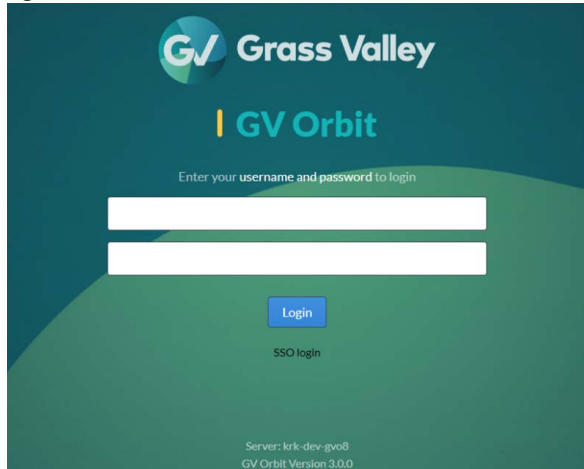 GV Grass Valley
GV Orbit
Enter your username and password to login
Login
SSO login
Server: krk-dev-gvo8
GV Orbit Version 3.0.0